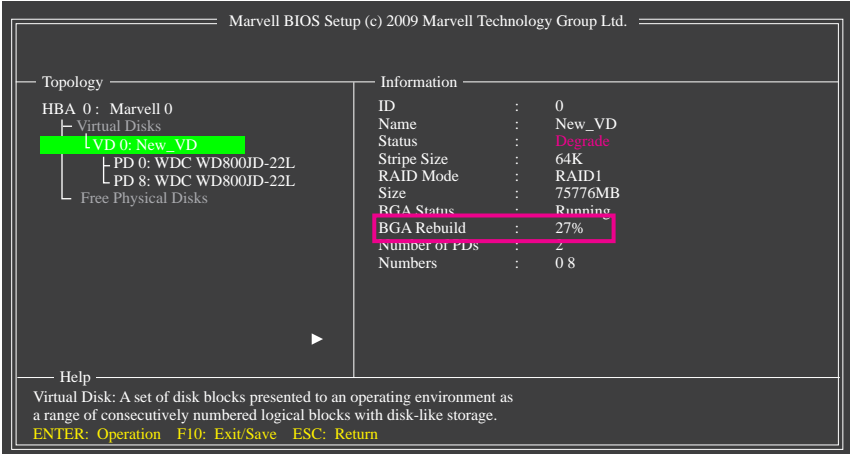 Marvell BIOS Setup (c) 2009 Marvell Technology Group Ltd.
Topology
HBA 0 : Marvell 0
Virtual Disks
VD 0: New_VD
PD 0: WDC WD800JD-22L
PD 8: WDC WD800JD-22L
Free Physical Disks
Information
ID : 0
Name : New_VD
Status : Degrade
Stripe Size : 64K
RAID Mode : RAID1
Size : 75776MB
BGA Status : Running
BGA Rebuild : 27%
Number of PDs : 2
Numbers : 0 8
Help
Virtual Disk: A set of disk blocks presented to an operating environment as
a range of consecutively numbered logical blocks with disk-like storage.
ENTER: Operation F10: Exit/Save ESC: Return